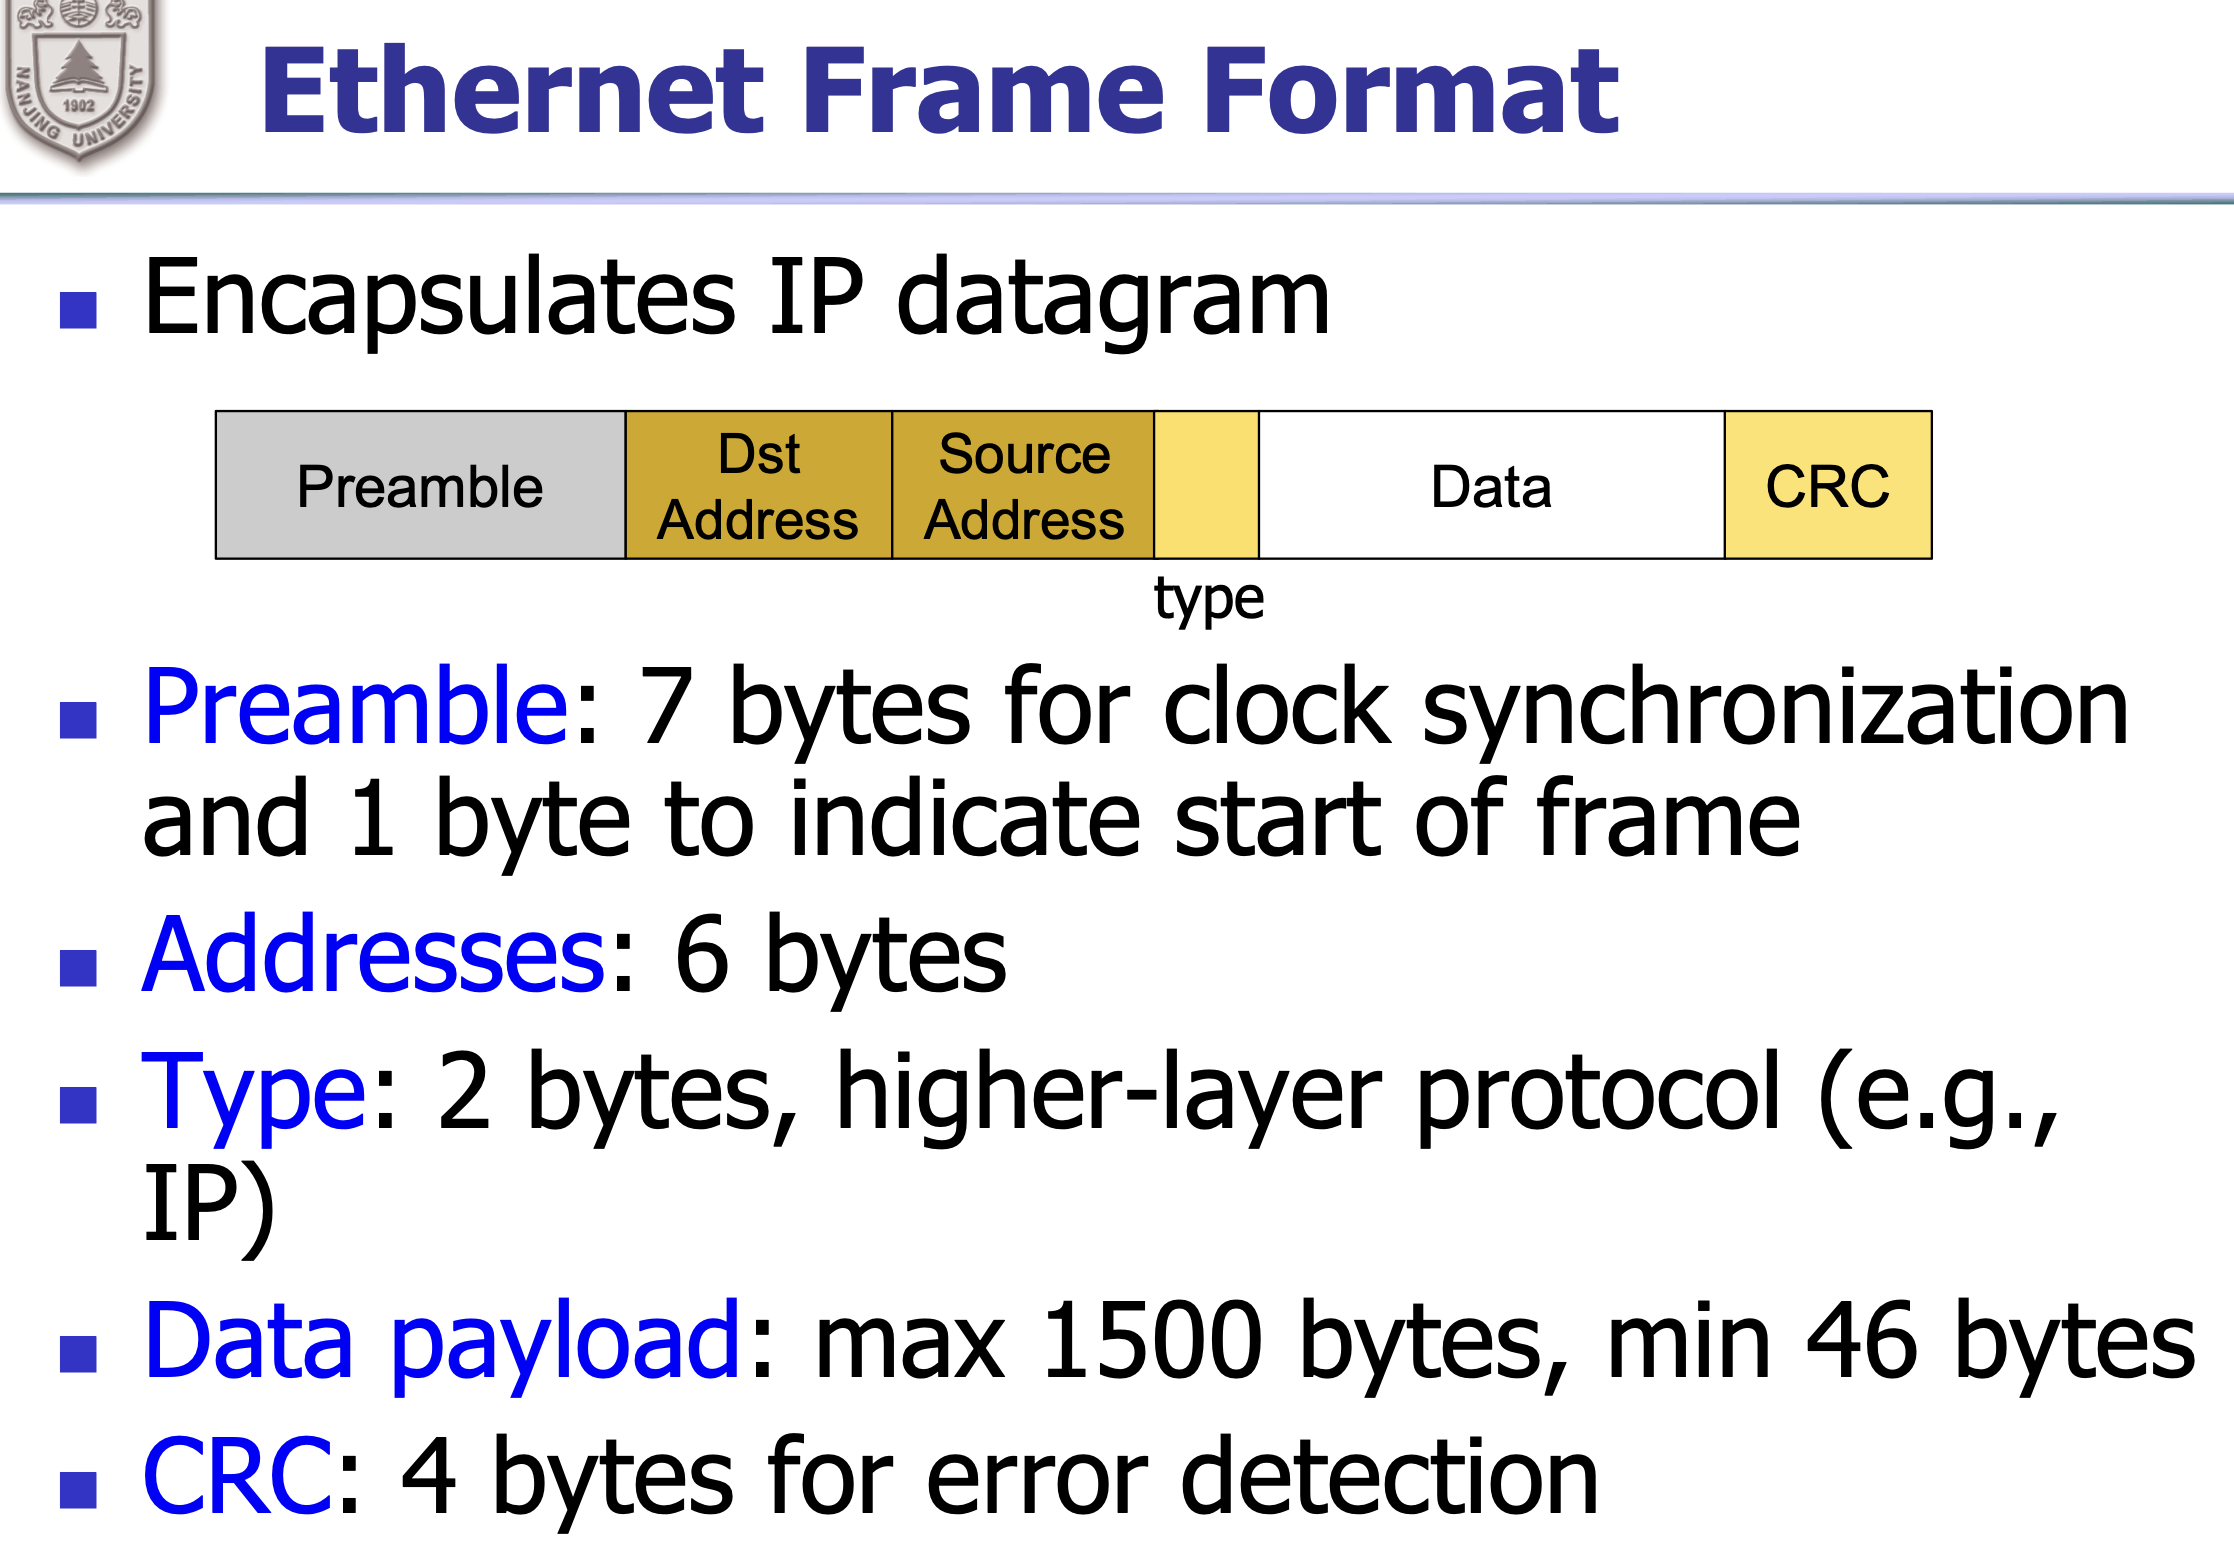 NANJING UNIVERSITY
1902
Ethernet Frame Format
Encapsulates IP datagram
Preamble
Dst
Address
Source
Address
Data
CRC
type
Preamble: 7 bytes for clock synchronization
and 1 byte to indicate start of frame
Addresses: 6 bytes
Type: 2 bytes, higher-layer protocol (e.g.,
IP)
Data payload: max 1500 bytes, min 46 bytes
CRC: 4 bytes for error detection